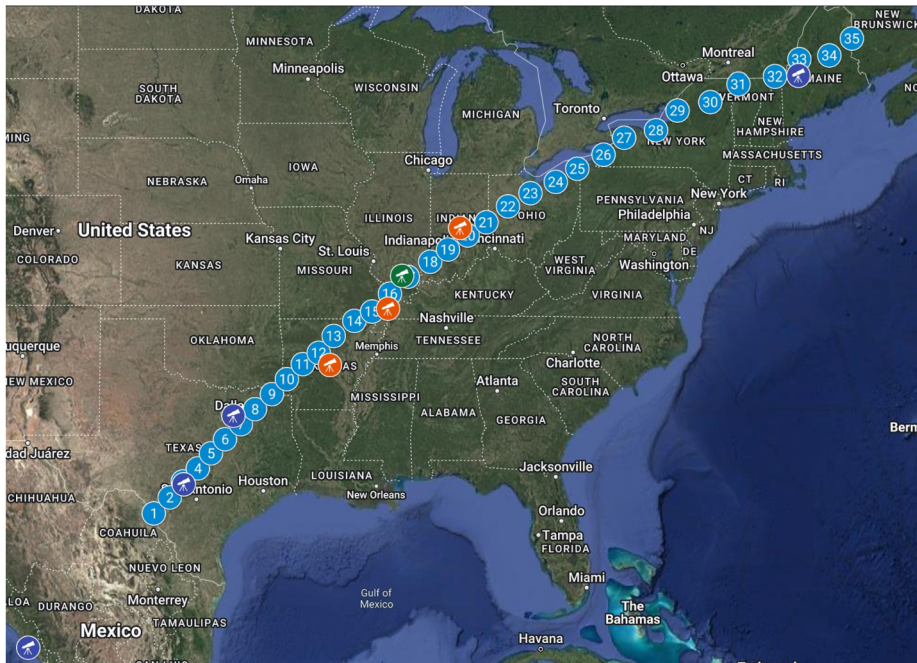 DAKOTA
NEW
BRUNSWICK
MINNESOTA
Minneapolis
Montreal
Ottawa
MAINE
WISCONSIN
SOUTH
DAKOTA
VERMONT
MICHIGAN
Toronto
NEW YORK
NEW
HAMPSHIRE
MASSACHUSETTS
CT
RI
MING
Chicago
IOWA
NEBRASKA
Omaha
New York
PENNSYLVANIA
Philadelphia
NJ
OHIO
ILLINOIS
Denver
United States
Kansas City
St. Louis
MARYLAND
DE
Washington
COLORADO
KANSAS
MISSOURI
WEST
VIRGINIA
VIRGINIA
KENTUCKY
Nashville
TENNESSEE
OKLAHOMA
Memphis
NORTH
CAROLINA
Charlotte
SOUTH
CAROLINA
NEW MEXICO
Atlanta
MISSISSIPPI
ALABAMA
GEORGIA
TEXAS
dad Juárez
Berm
Houston
LOUISIANA
New Orleans
Jacksonville
CHIHUAHUA
COAHUILA
Orlando
Tampa
FLORIDA
NUEVO LEON
Monterrey
Gulf of
Mexico
Miami
The
Bahamas
DURANGO
TAMAULIPAS
Mexico
Havana
1
2
4
5
6
8
9
10
11
12
13
14
15
16
18
19
21
22
23
24
25
26
27
28
29
30
31
32
33
34
35